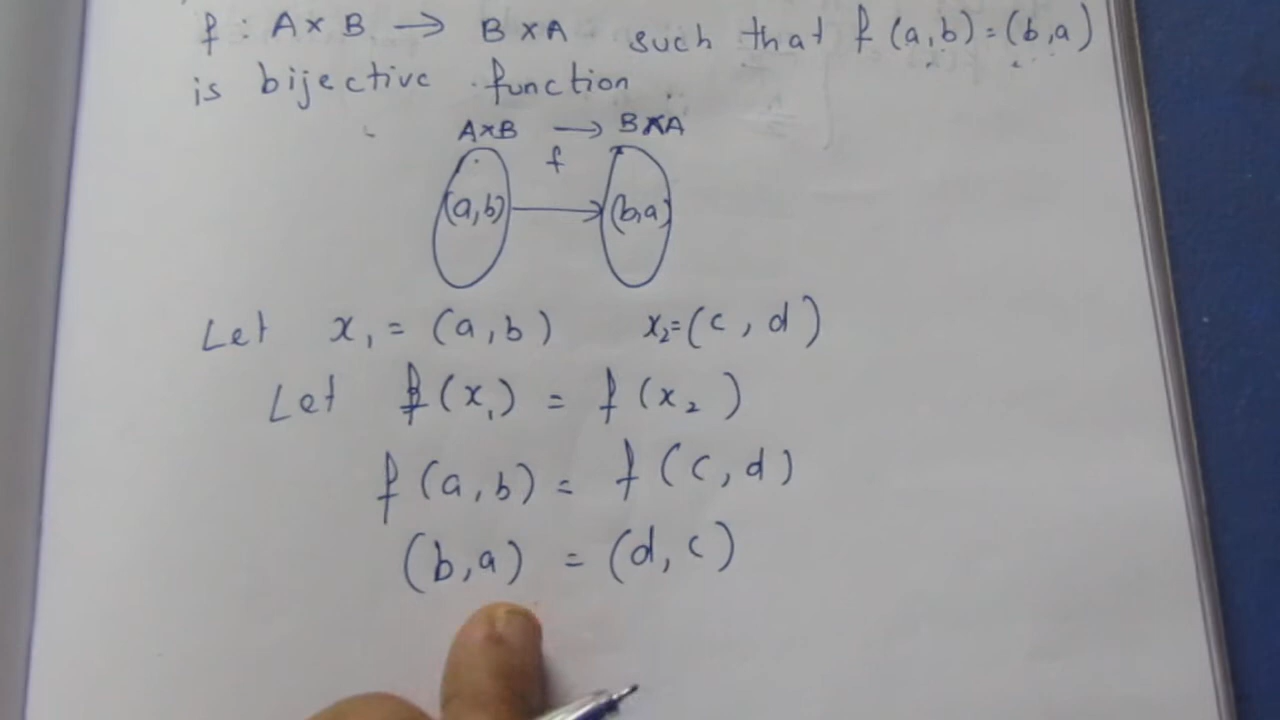 f : A × B → B × A such that f (a,b) = (b,a)
is bijective function
A×B → B×A
f
(a,b) (b,a)
Let x₁ = (a,b) x₂=(c,d)
Let f(x₁) = f(x₂)
f(a,b) = f(c,d)
(b,a) = (d,c)